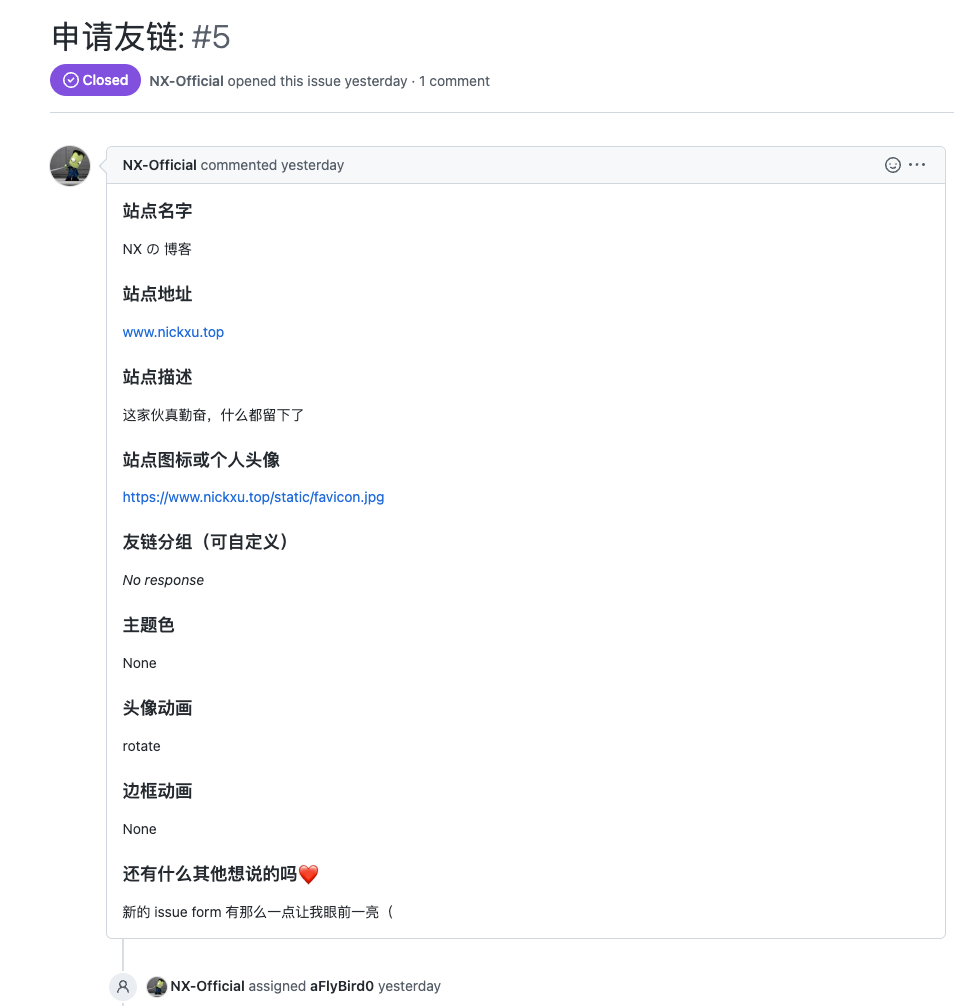 申请友链: #5
Closed NX-Official opened this issue yesterday · 1 comment
NX-Official commented yesterday
站点名字
NX の 博客
站点地址
www.nickxu.top
站点描述
这家伙真勤奋，什么都留下了
站点图标或个人头像
https://www.nickxu.top/static/favicon.jpg
友链分组（可自定义）
No response
主题色
None
头像动画
rotate
边框动画
None
还有什么其他想说的吗❤️
新的 issue form 有那么一点让我眼前一亮（
NX-Official assigned aFlyBird0 yesterday